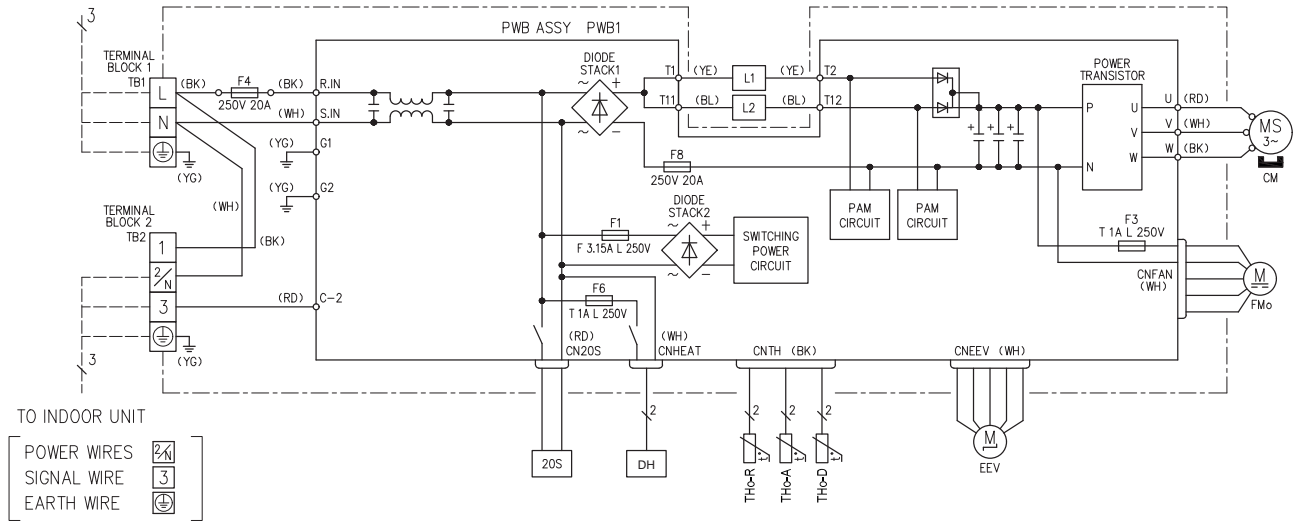 3
PWB ASSY PWB1
TERMINAL
BLOCK 1
TB1
L
N
(BK)
F4
250V 20A
(BK)
R.IN
(WH)
S.IN
(YG)
G1
(YG)
(YG)
G2
(WH)
(BK)
TERMINAL
BLOCK 2
TB2
1
2/N
3
(RD)
C-2
(YG)
3
DIODE
STACK1
~
+
~
−
T1
(YE)
L1
(YE)
T2
T11
(BL)
L2
(BL)
T12
F8
250V 20A
DIODE
STACK2
~
+
~
−
F1
F 3.15A L 250V
SWITCHING
POWER
CIRCUIT
F6
T 1A L 250V
PAM
CIRCUIT
PAM
CIRCUIT
+
+
+
POWER
TRANSISTOR
P
N
U
V
W
U
(RD)
V
(WH)
W
(BK)
MS
3~
CM
F3
T 1A L 250V
CNFAN
(WH)
M
FMo
(RD)
CN20S
(WH)
CNHEAT
CNTH (BK)
CNEEV (WH)
2
2
2
2
20S
DH
t°
t°
t°
THo-R
THo-A
THo-D
M
EEV
TO INDOOR UNIT
POWER WIRES 2/N
SIGNAL WIRE 3
EARTH WIRE